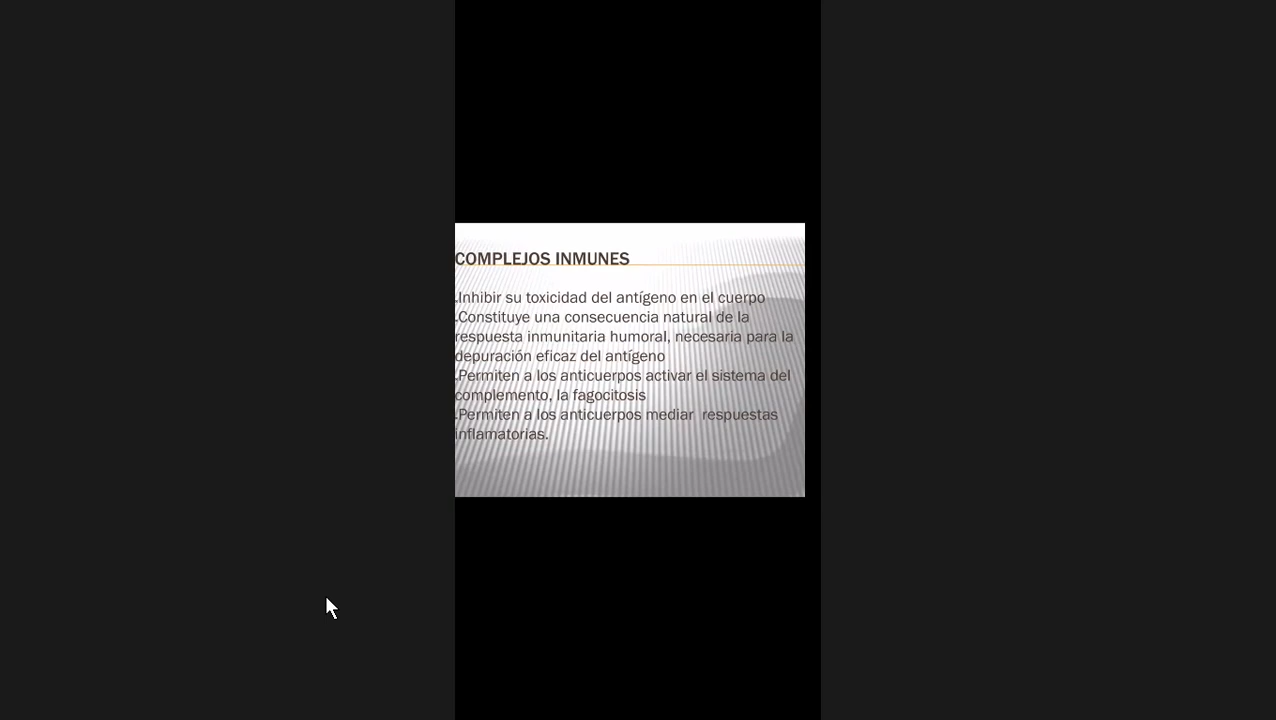 COMPLEJOS INMUNES
.Inhibir su toxicidad del antígeno en el cuerpo
.Constituye una consecuencia natural de la
respuesta inmunitaria humoral, necesaria para la
depuración eficaz del antígeno
.Permiten a los anticuerpos activar el sistema del
complemento, la fagocitosis
.Permiten a los anticuerpos mediar  respuestas
inflamatorias.